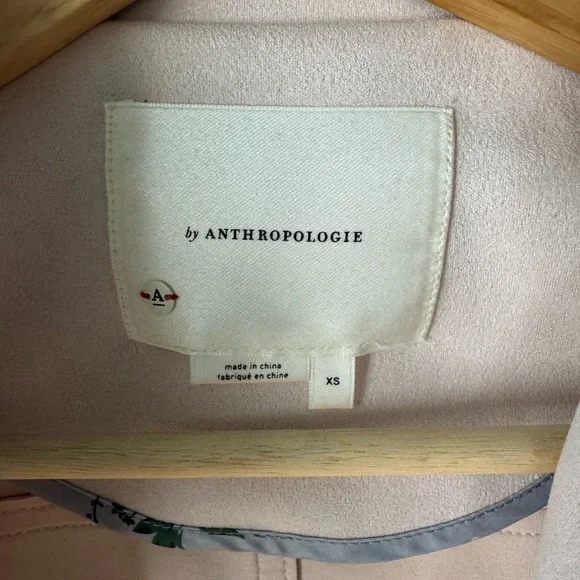 by ANTHROPOLOGIE
A
made in china
fabriqué en chine
XS